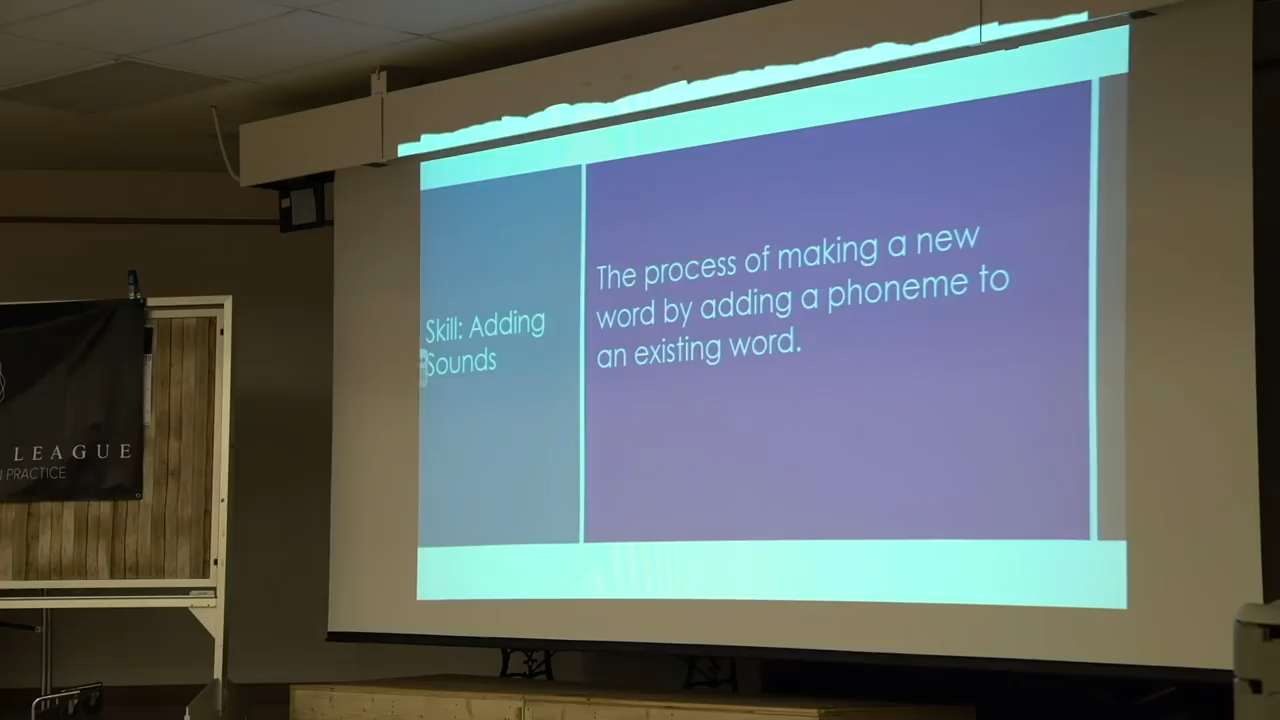 Skill: Adding
Sounds
The process of making a new
word by adding a phoneme to
an existing word.
LEAGUE
PRACTICE